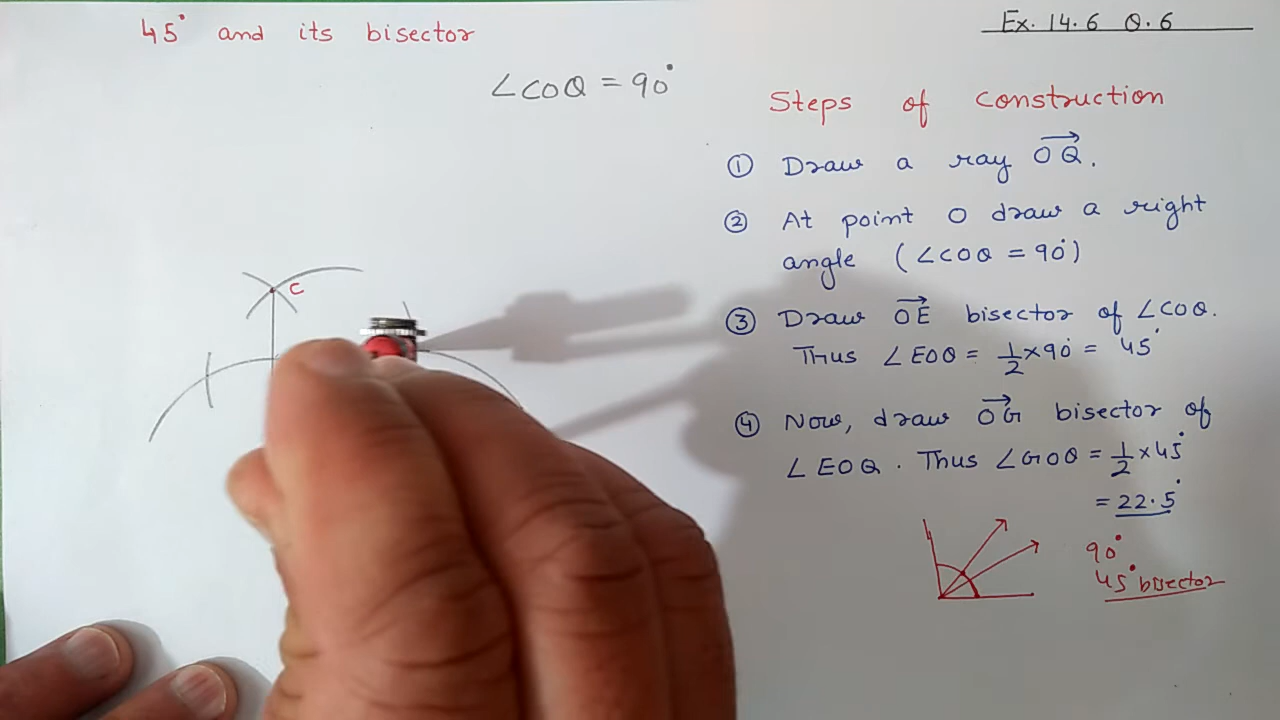 45° and its bisector
Ex. 14.6 Q.6
∠COQ = 90°
Steps of construction
① Draw a ray OQ→.
② At point O draw a right
angle (∠COQ = 90°)
③ Draw OE→ bisector of ∠COQ.
Thus ∠EOQ = 1/2 × 90° = 45°
④ Now, draw OG→ bisector of
∠EOQ. Thus ∠GOQ = 1/2 × 45°
= 22.5°
C
90°
45° bisector